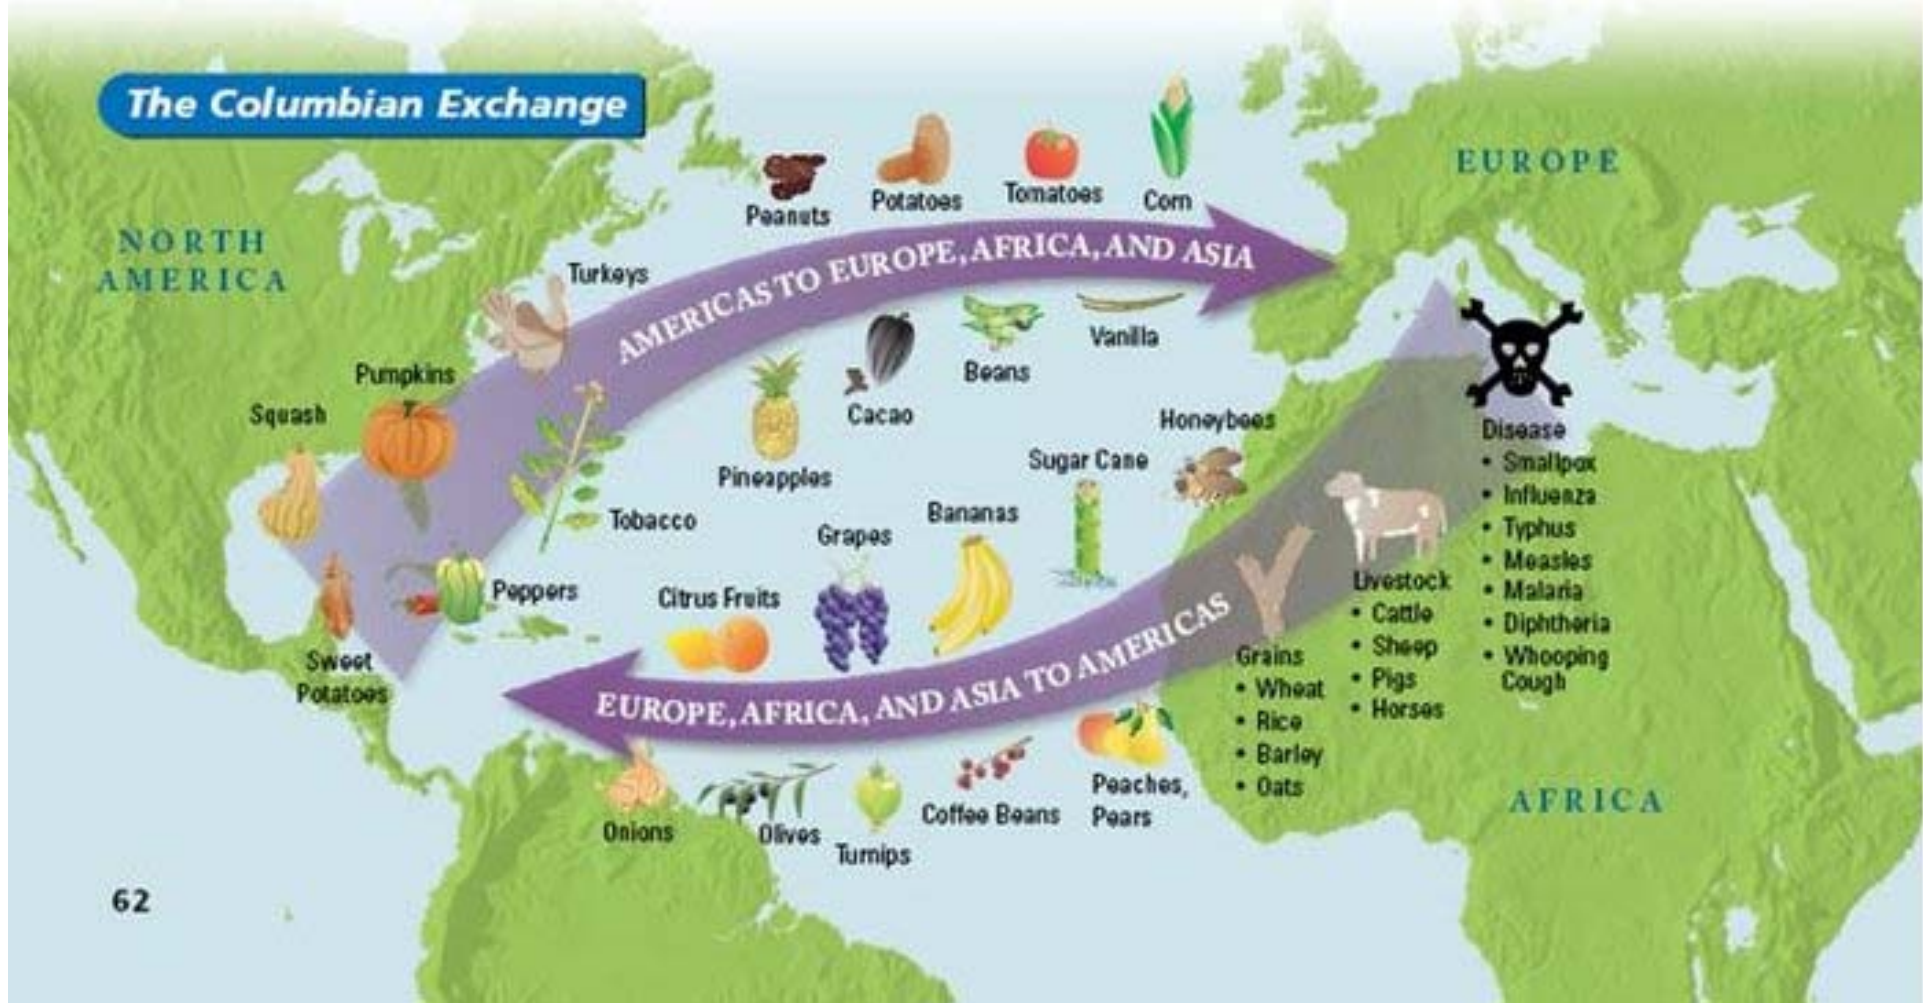 The Columbian Exchange
NORTH
AMERICA
EUROPE
AFRICA
Peanuts
Potatoes
Tomatoes
Corn
AMERICAS TO EUROPE, AFRICA, AND ASIA
Turkeys
Pumpkins
Squash
Tobacco
Peppers
Sweet
Potatoes
Pineapples
Cacao
Beans
Vanilla
Honeybees
Sugar Cane
Bananas
Grapes
Citrus Fruits
EUROPE, AFRICA, AND ASIA TO AMERICAS
Onions
Olives
Turnips
Coffee Beans
Peaches,
Pears
Grains
• Wheat
• Rice
• Barley
• Oats
Livestock
• Cattle
• Sheep
• Pigs
• Horses
Disease
• Smallpox
• Influenza
• Typhus
• Measles
• Malaria
• Diphtheria
• Whooping
Cough
62